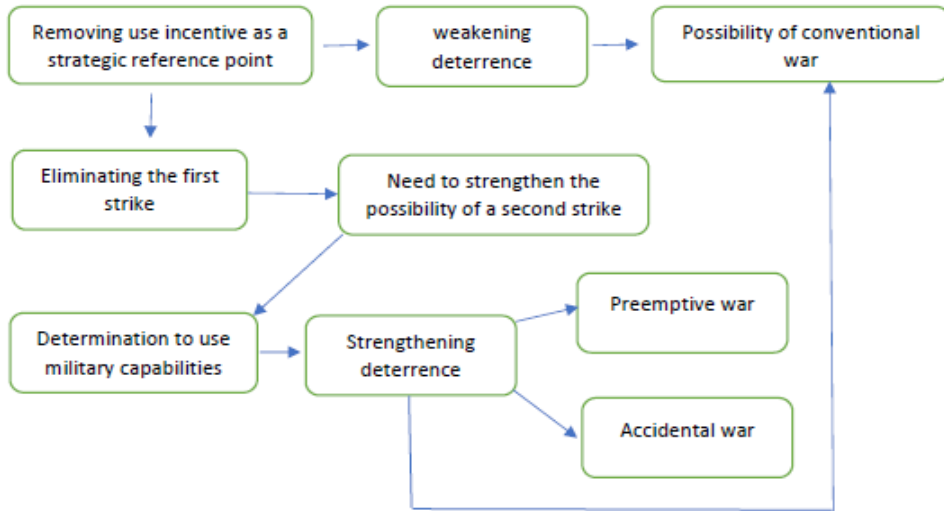 Removing use incentive as a
strategic reference point
weakening
deterrence
Possibility of conventional
war
Eliminating the first
strike
Need to strengthen the
possibility of a second strike
Preemptive war
Determination to use
military capabilities
Strengthening
deterrence
Accidental war